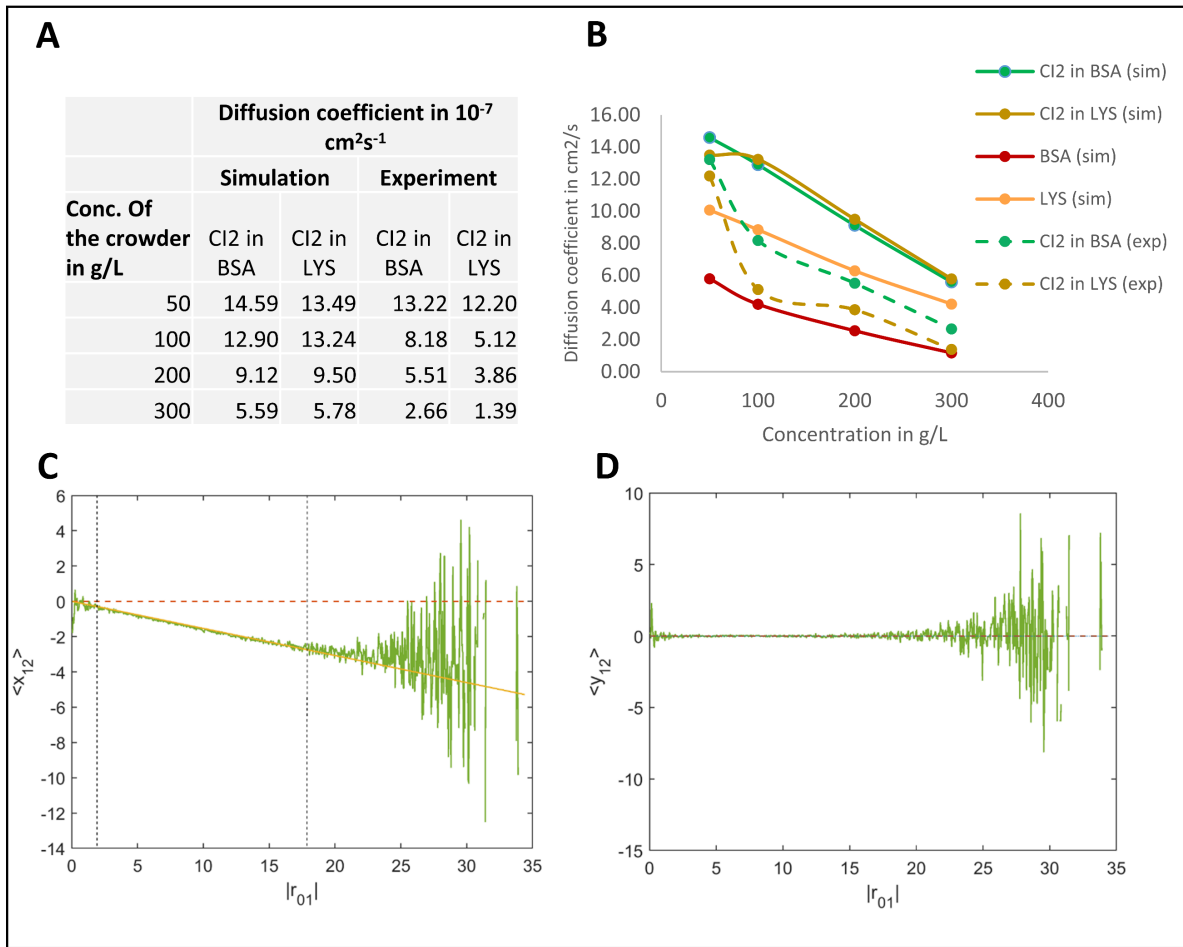 A
Diffusion coefficient in 10-7
cm2s-1
Simulation Experiment
Conc. Of
the crowder
in g/L
CI2 in
BSA
CI2 in
LYS
CI2 in
BSA
CI2 in
LYS
50 14.59 13.49 13.22 12.20
100 12.90 13.24 8.18 5.12
200 9.12 9.50 5.51 3.86
300 5.59 5.78 2.66 1.39
B
CI2 in BSA (sim)
CI2 in LYS (sim)
BSA (sim)
LYS (sim)
CI2 in BSA (exp)
CI2 in LYS (exp)
Diffusion coefficient in cm2/s
16.00
14.00
12.00
10.00
8.00
6.00
4.00
2.00
0.00
0 100 200 300 400
Concentration in g/L
C
<x12>
6
4
2
0
-2
-4
-6
-8
-10
-12
-14
0 5 10 15 20 25 30 35
|r01|
D
<y12>
10
5
0
-5
-10
-15
0 5 10 15 20 25 30 35
|r01|